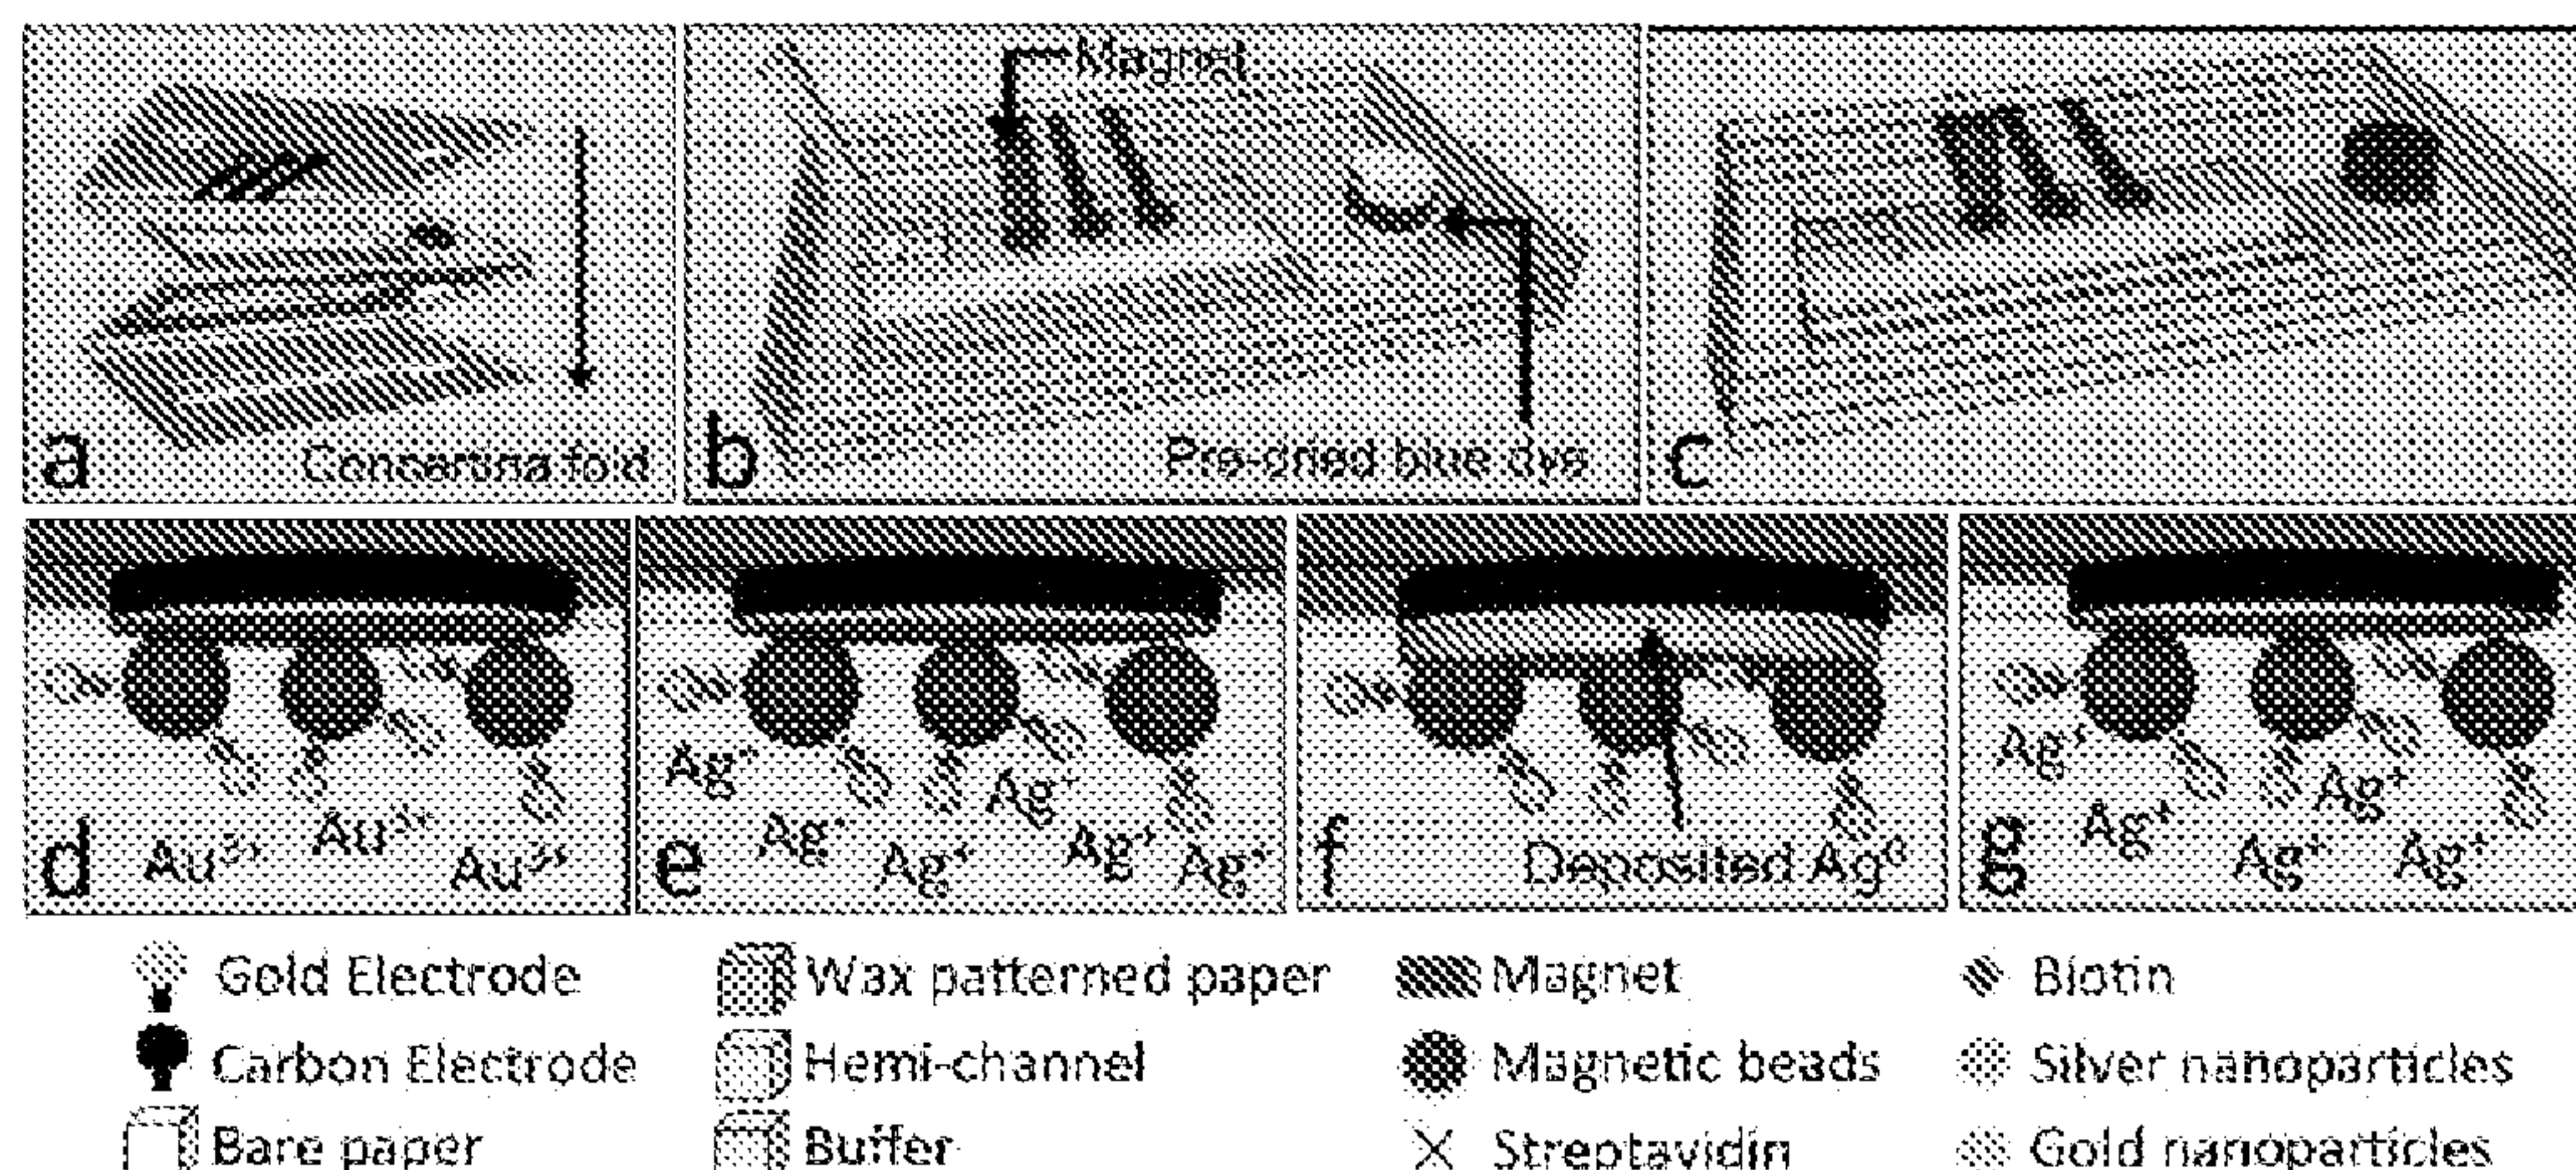 Magnet
a
Concertina fold
b
Pre-dried blue dye
c
d
Au³⁺
Au³⁺
Au³⁺
e
Ag⁺
Ag⁺
Ag⁺
Ag⁺
Ag⁺
Ag⁺
f
Deposited Ag⁰
g
Ag⁺
Ag⁺
Ag⁺
Ag⁺
Ag⁺
Gold Electrode
Wax patterned paper
Magnet
Biotin
Carbon Electrode
Hemi-channel
Magnetic beads
Silver nanoparticles
Bare paper
Buffer
Streptavidin
Gold nanoparticles